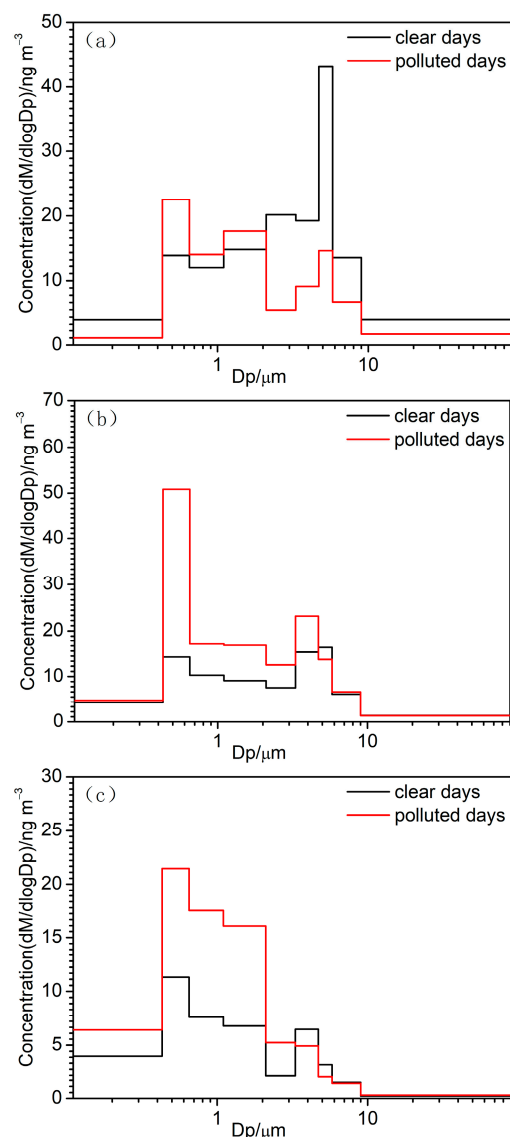 (a)
clear days
polluted days
50
40
30
20
10
0
Concentration(dM/dlogDp)/ng m⁻³
1
10
Dp/μm
(b)
clear days
polluted days
70
60
50
40
30
20
10
0
Concentration(dM/dlogDp)/ng m⁻³
1
10
Dp/μm
(c)
clear days
polluted days
30
25
20
15
10
5
0
Concentration(dM/dlogDp)/ng m⁻³
1
10
Dp/μm